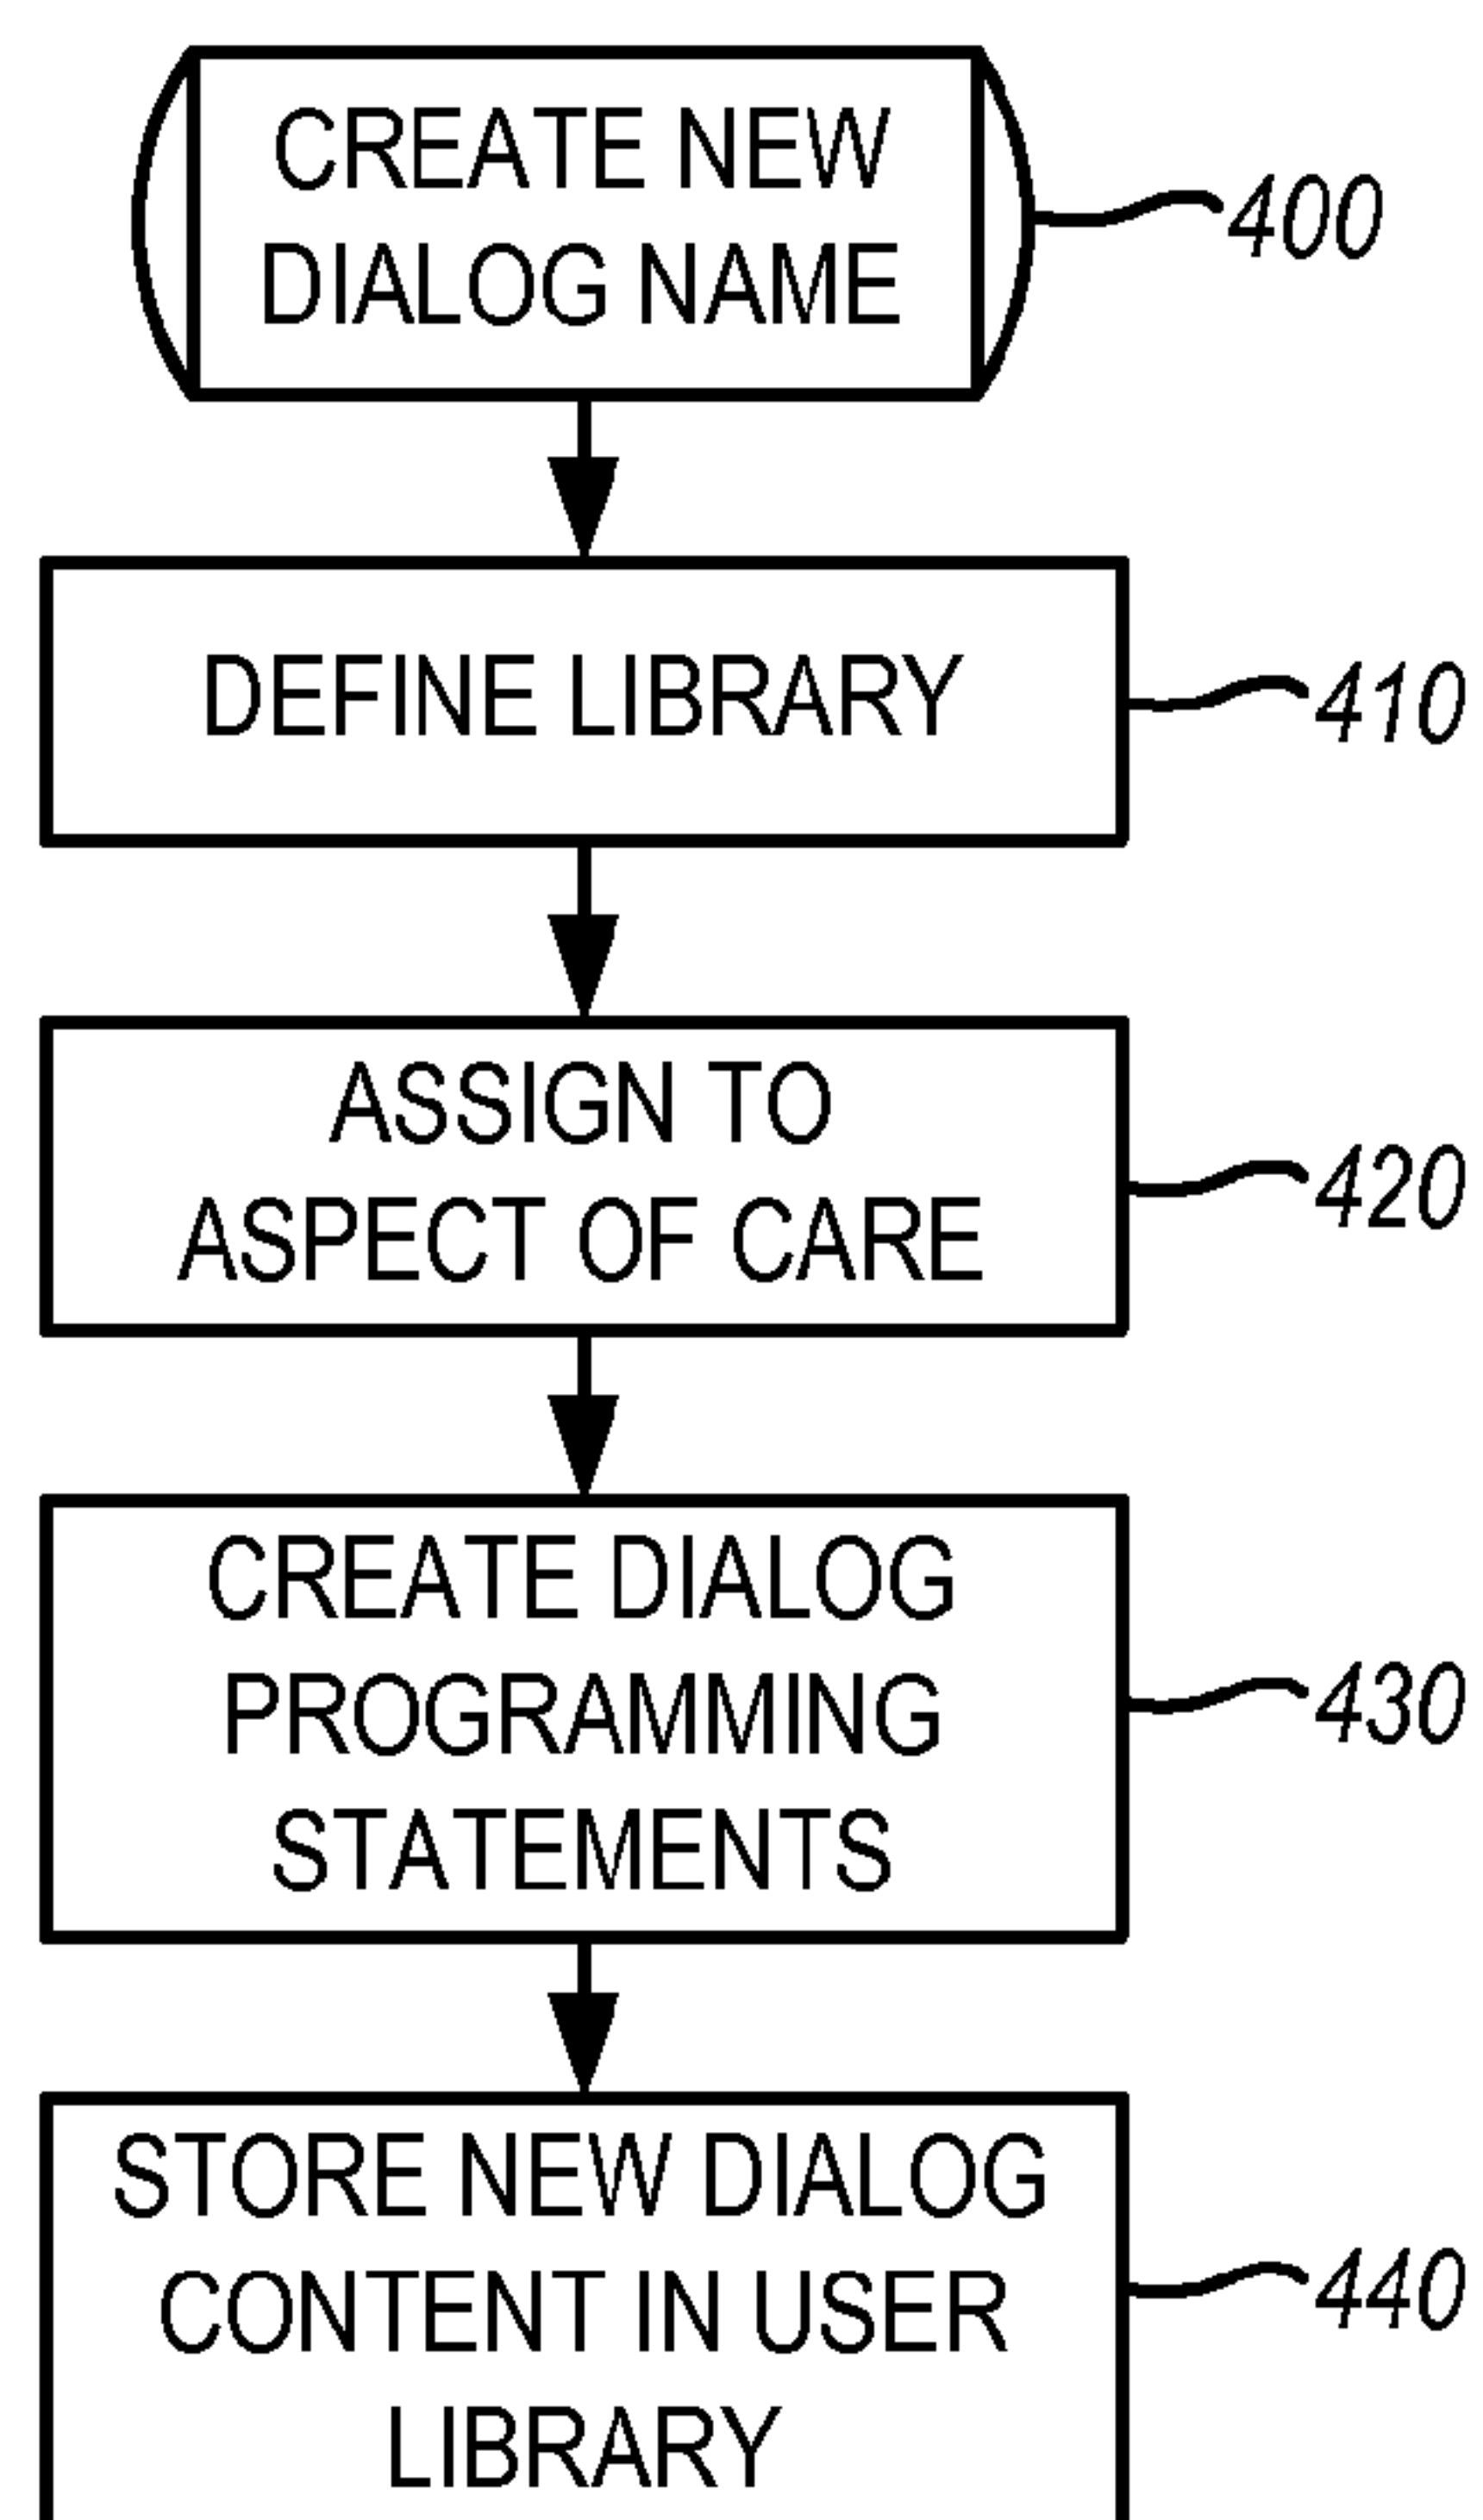 CREATE NEW
DIALOG NAME
400
DEFINE LIBRARY
410
ASSIGN TO
ASPECT OF CARE
420
CREATE DIALOG
PROGRAMMING
STATEMENTS
430
STORE NEW DIALOG
CONTENT IN USER
LIBRARY
440